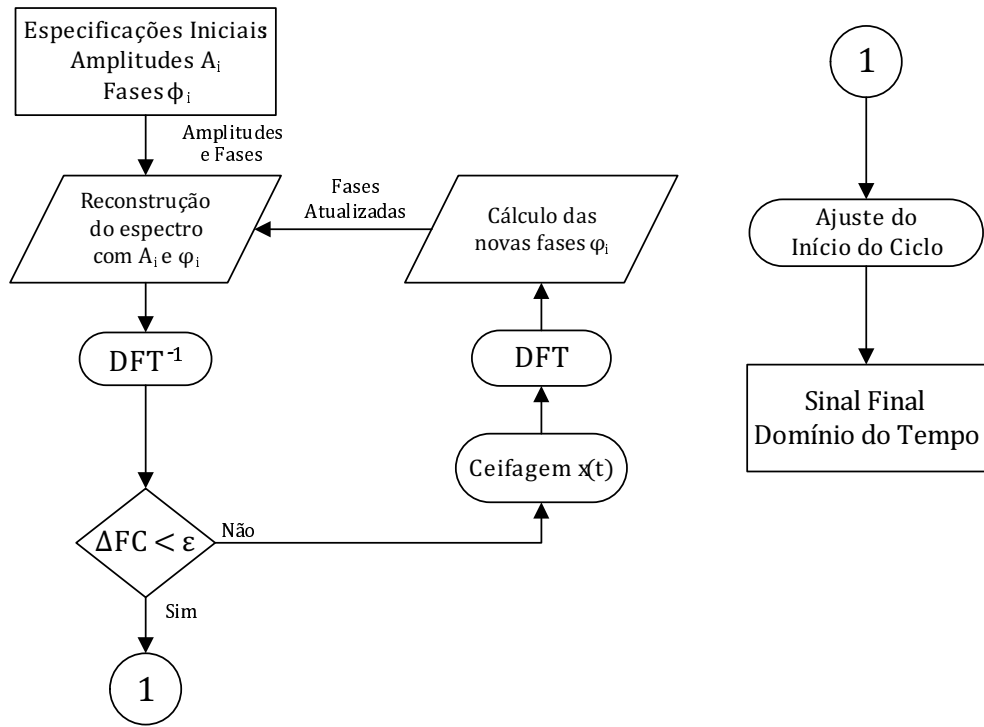 Especificações Iniciais:
Amplitudes Aᵢ
Fases ϕᵢ
Amplitudes
e Fases
Reconstrução
do espectro
com Aᵢ e φᵢ
Fases
Atualizadas
Cálculo das
novas fases φᵢ
DFT⁻¹
DFT
Ceifagem x(t)
ΔFC < ε
Não
Sim
1
1
Ajuste do
Início do Ciclo
Sinal Final
Domínio do Tempo